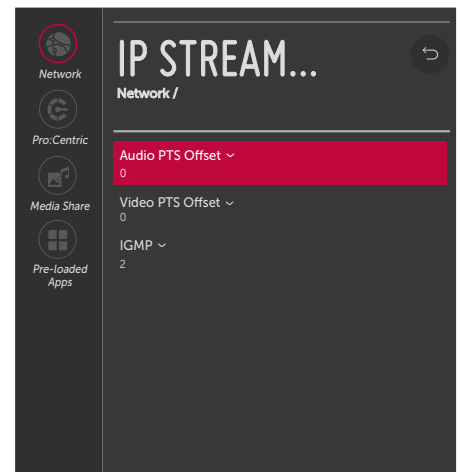 Network
Pro:Centric
Media Share
Pre-loaded
Apps
IP STREAM...
Network /
Audio PTS Offset
0
Video PTS Offset
0
IGMP
2